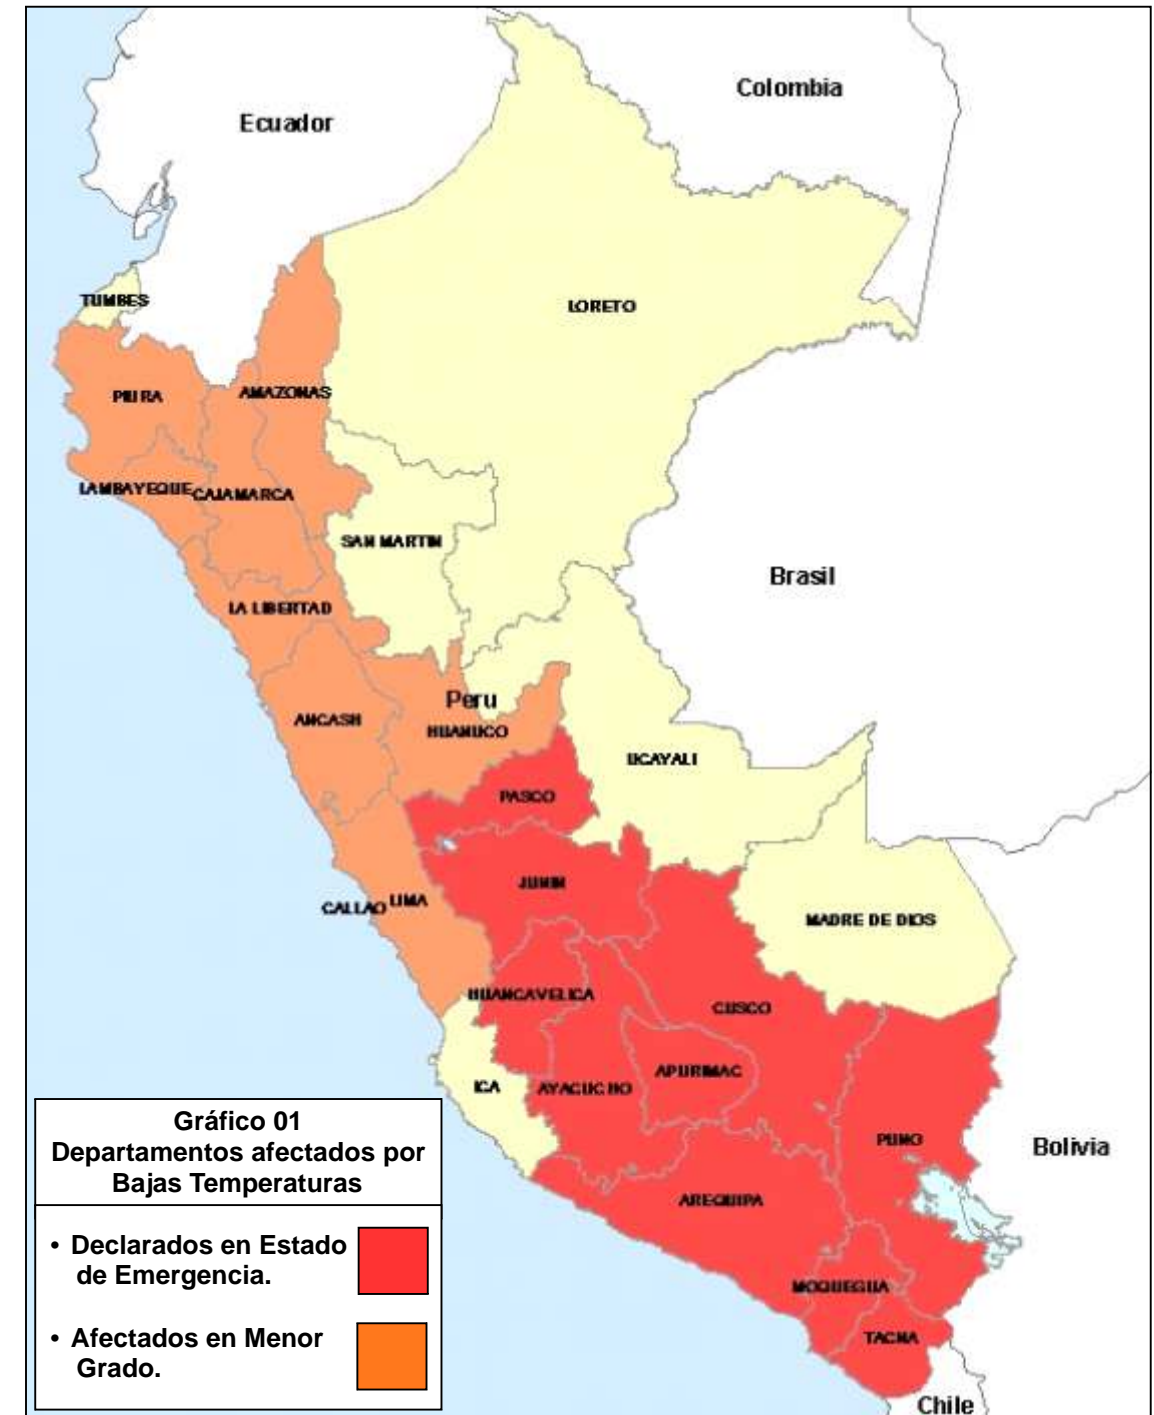 Colombia
Ecuador
TUMBES
LORETO
PIURA
AMAZONAS
LAMBAYEQUE
CAJAMARCA
SAN MARTIN
Brasil
LA LIBERTAD
Peru
ANCASH
HUANUCO
UCAYALI
PASCO
JUNIN
CALLAO
LIMA
MADRE DE DIOS
HUANCAVELICA
CUSCO
APURIMAC
ICA
AYACUCHO
PUNO
Bolivia
AREQUIPA
MOQUEGUA
TACNA
Chile
Gráfico 01
Departamentos afectados por
Bajas Temperaturas
• Declarados en Estado
de Emergencia.
• Afectados en Menor
Grado.